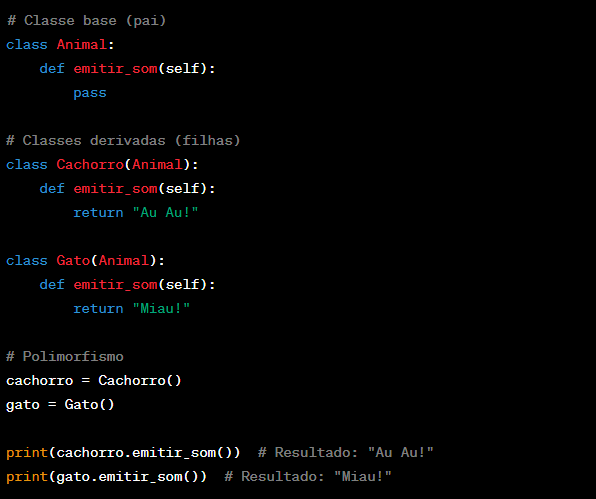 # Classe base (pai)
class Animal:
    def emitir_som(self):
        pass

# Classes derivadas (filhas)
class Cachorro(Animal):
    def emitir_som(self):
        return "Au Au!"

class Gato(Animal):
    def emitir_som(self):
        return "Miau!"

# Polimorfismo
cachorro = Cachorro()
gato = Gato()

print(cachorro.emitir_som())  # Resultado: "Au Au!"
print(gato.emitir_som())  # Resultado: "Miau!"